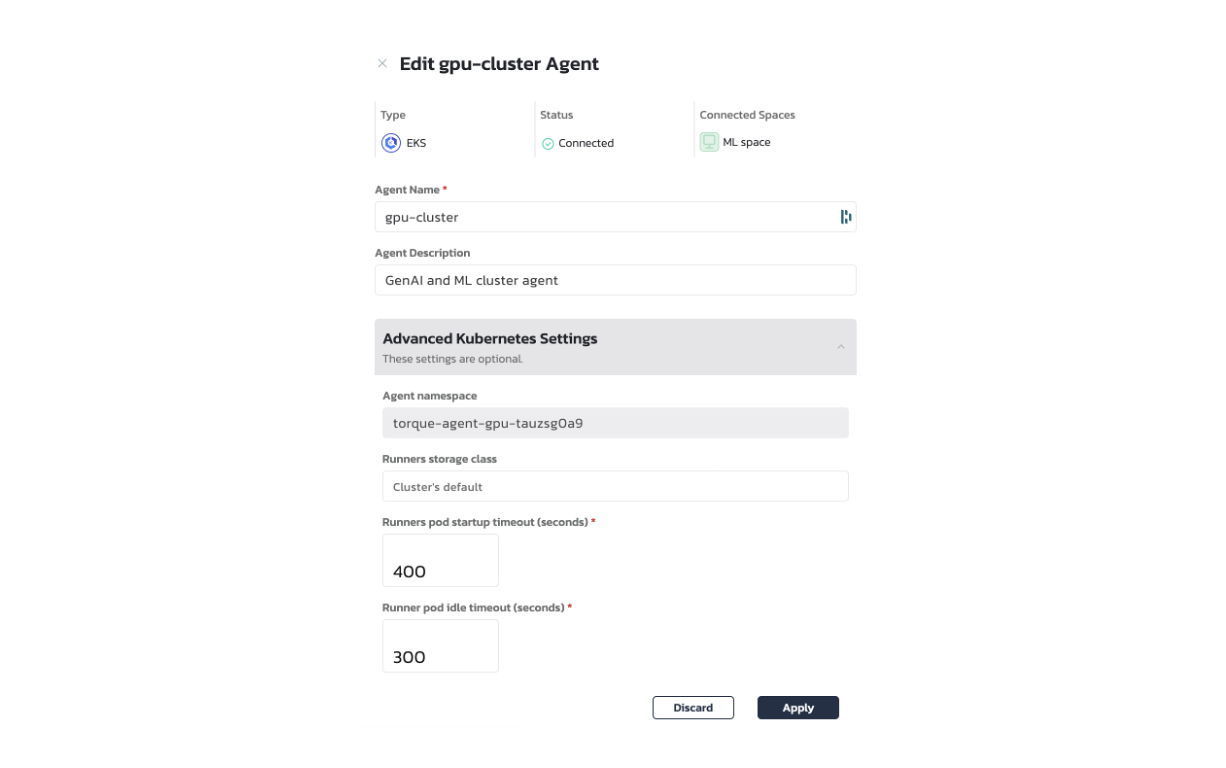 Edit gpu-cluster Agent
Type
Status
Connected Spaces
EKS
Connected
ML space
Agent Name *
gpu-cluster
Agent Description
GenAI and ML cluster agent
Advanced Kubernetes Settings
These settings are optional.
Agent namespace
torque-agent-gpu-tauzsg0a9
Runners storage class
Cluster's default
Runners pod startup timeout (seconds) *
400
Runner pod idle timeout (seconds) *
300
Discard
Apply